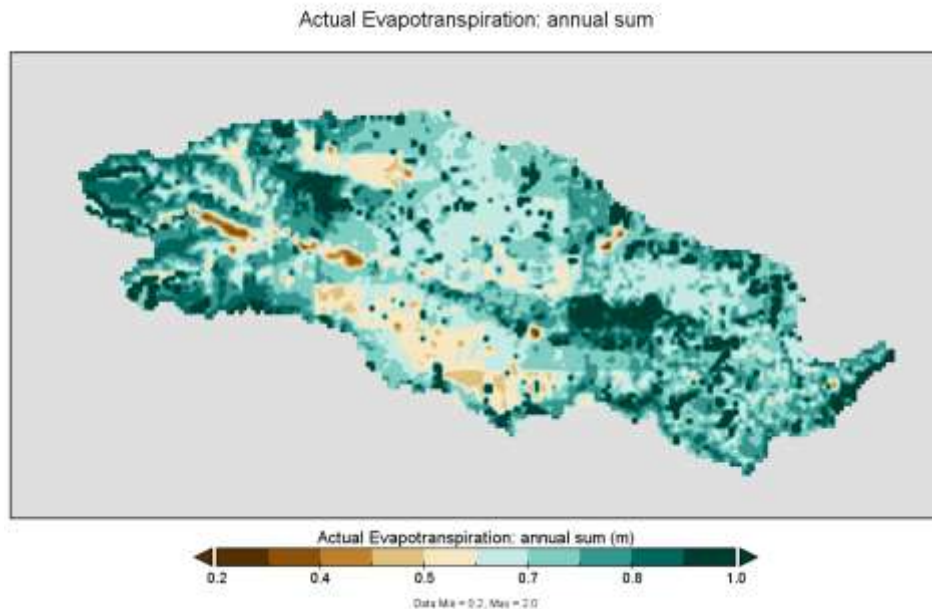 Actual Evapotranspiration: annual sum
Actual Evapotranspiration: annual sum (m)
0.2 0.4 0.5 0.7 0.8 1.0
Data Min = 0.2, Max = 2.0